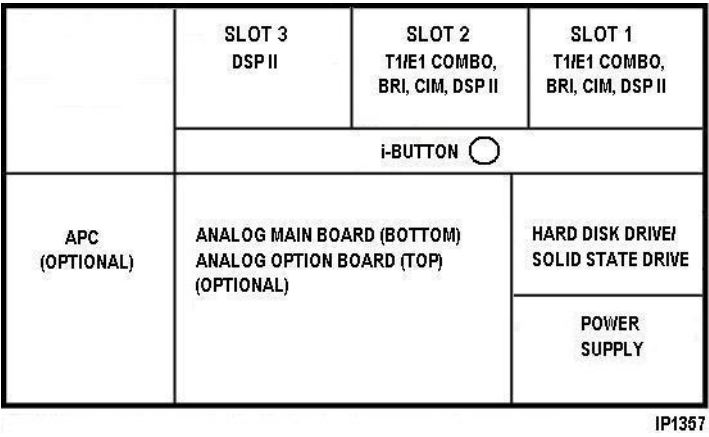 SLOT 3
DSP II
SLOT 2
T1/E1 COMBO,
BRI, CIM, DSP II
SLOT 1
T1/E1 COMBO,
BRI, CIM, DSP II
i-BUTTON
APC
(OPTIONAL)
ANALOG MAIN BOARD (BOTTOM)
ANALOG OPTION BOARD (TOP)
(OPTIONAL)
HARD DISK DRIVE/
SOLID STATE DRIVE
POWER
SUPPLY
IP1357